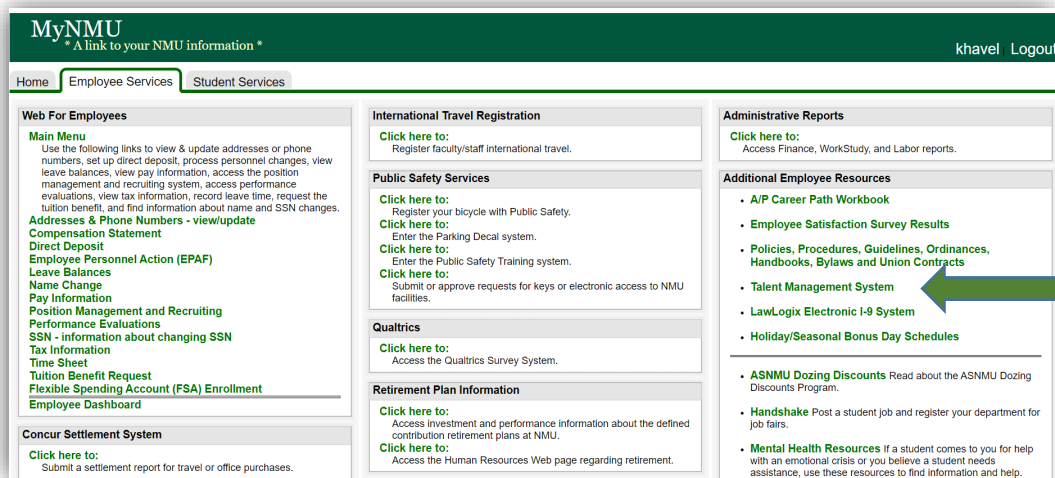 MyNMU
* A link to your NMU information *
khavel Logout
Home Employee Services Student Services
Web For Employees
Main Menu
Use the following links to view & update addresses or phone
numbers, set up direct deposit, process personnel changes, view
leave balances, view pay information, access the position
management and recruiting system, access performance
evaluations, view tax information, record leave time, request the
tuition benefit, and find information about name and SSN changes.
Addresses & Phone Numbers - view/update
Compensation Statement
Direct Deposit
Employee Personnel Action (EPAF)
Leave Balances
Name Change
Pay Information
Position Management and Recruiting
Performance Evaluations
SSN - information about changing SSN
Tax Information
Time Sheet
Tuition Benefit Request
Flexible Spending Account (FSA) Enrollment
Employee Dashboard
Concur Settlement System
Click here to:
Submit a settlement report for travel or office purchases.
International Travel Registration
Click here to:
Register faculty/staff international travel.
Public Safety Services
Click here to:
Register your bicycle with Public Safety.
Click here to:
Enter the Parking Decal system.
Click here to:
Enter the Public Safety Training system.
Click here to:
Submit or approve requests for keys or electronic access to NMU
facilities.
Qualtrics
Click here to:
Access the Qualtrics Survey System.
Retirement Plan Information
Click here to:
Access investment and performance information about the defined
contribution retirement plans at NMU.
Click here to:
Access the Human Resources Web page regarding retirement.
Administrative Reports
Click here to:
Access Finance, WorkStudy, and Labor reports.
Additional Employee Resources
• A/P Career Path Workbook
• Employee Satisfaction Survey Results
• Policies, Procedures, Guidelines, Ordinances,
Handbooks, Bylaws and Union Contracts
• Talent Management System
• LawLogix Electronic I-9 System
• Holiday/Seasonal Bonus Day Schedules
• ASNMU Dozing Discounts Read about the ASNMU Dozing
Discounts Program.
• Handshake Post a student job and register your department for
job fairs.
• Mental Health Resources If a student comes to you for help
with an emotional crisis or you believe a student needs
assistance, use these resources to find information and help.